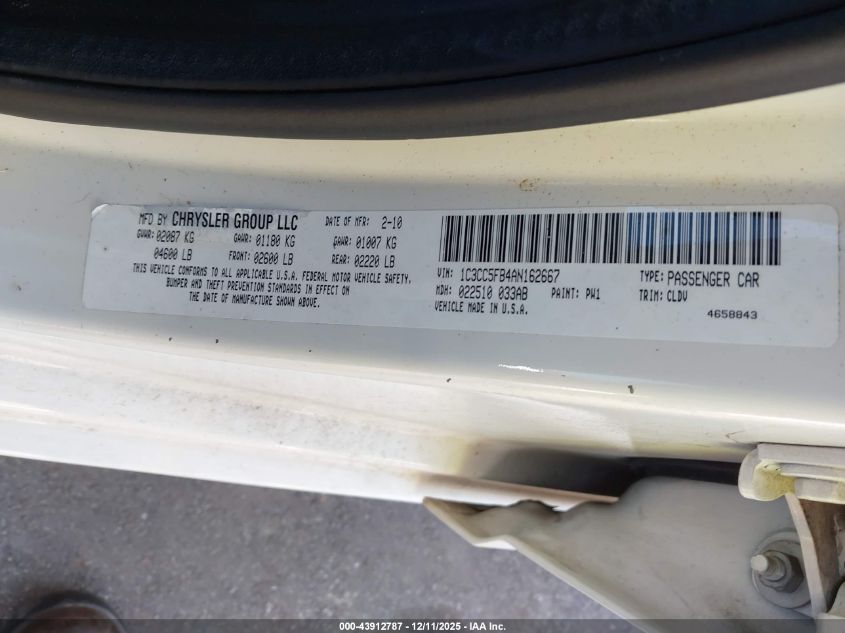 MFD BY CHRYSLER GROUP LLC DATE OF MFR: 2-10
GVWR: 02087 KG GAWR: 01180 KG GAWR: 01007 KG
04600 LB FRONT: 02600 LB REAR: 02220 LB
THIS VEHICLE CONFORMS TO ALL APPLICABLE U.S.A. FEDERAL MOTOR VEHICLE SAFETY,
BUMPER AND THEFT PREVENTION STANDARDS IN EFFECT ON
THE DATE OF MANUFACTURE SHOWN ABOVE.
VIN: 1C3CC5FB4AN162667 TYPE: PASSENGER CAR
MDH: 022510 033AB PAINT: PW1 TRIM: CLDV
VEHICLE MADE IN U.S.A. 4658843
000-43912787 - 12/11/2025 - IAA Inc.